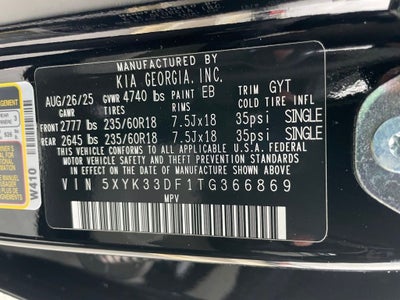 MANUFACTURED BY
KIA GEORGIA, INC.
AUG/26/25 GVWR 4740 lbs PAINT EB TRIM GYT
GAWR TIRES RIMS COLD TIRE INFL
FRONT 2777 lbs 235/60R18 7.5Jx18 35psi SINGLE
REAR 2645 lbs 235/60R18 7.5Jx18 35psi SINGLE
THIS VEHICLE CONFORMS TO ALL APPLICABLE
U.S.A. FEDERAL MOTOR VEHICLE SAFETY
AND THEFT PREVENTION STANDARDS IN EFFECT
ON THE DATE OF MANUFACTURE SHOWN ABOVE.
VIN 5XYK33DF1TG366869
MPV
W410